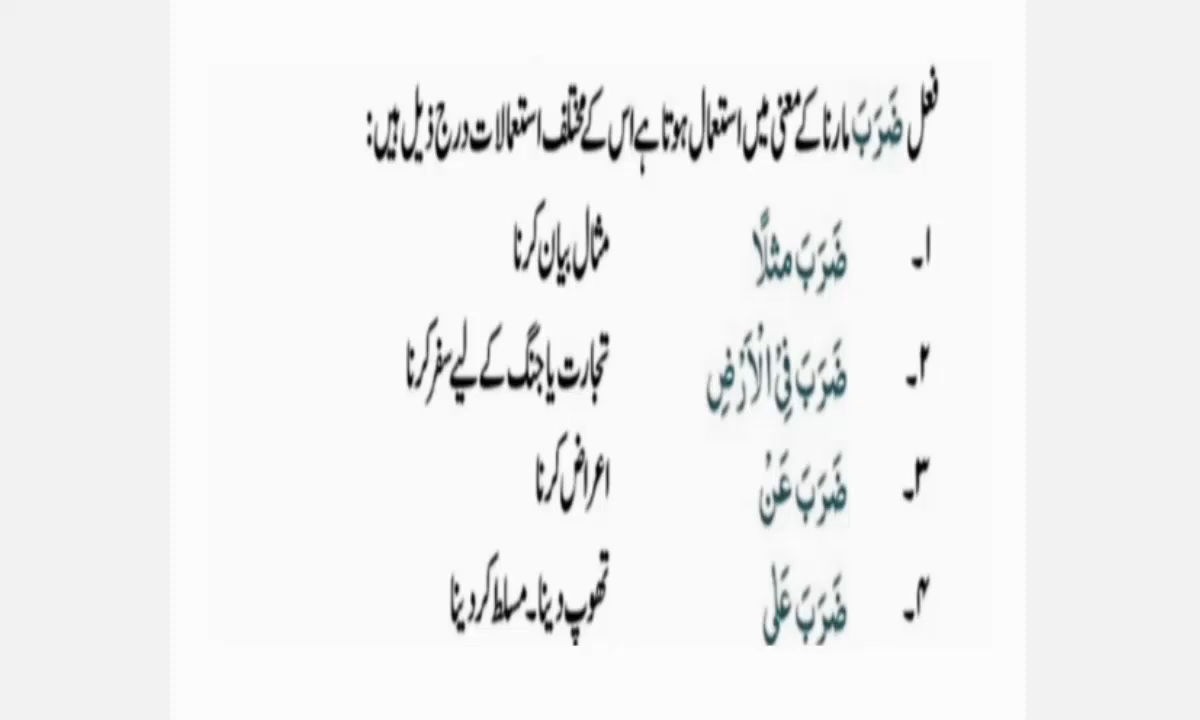 فعل ضَرَبَ مارنا کے معنی میں استعمال ہوتا ہے اس کے مختلف استعمالات درج ذیل ہیں:
۱۔ ضَرَبَ مثلًا مثال بیان کرنا
۲۔ ضَرَبَ فِیْ الْاَرْضِ تجارت یا جنگ کے لیے سفر کرنا
۳۔ ضَرَبَ عَنْ اعراض کرنا
۴۔ ضَرَبَ عَلٰی تھوپ دینا۔ مسلط کر دینا